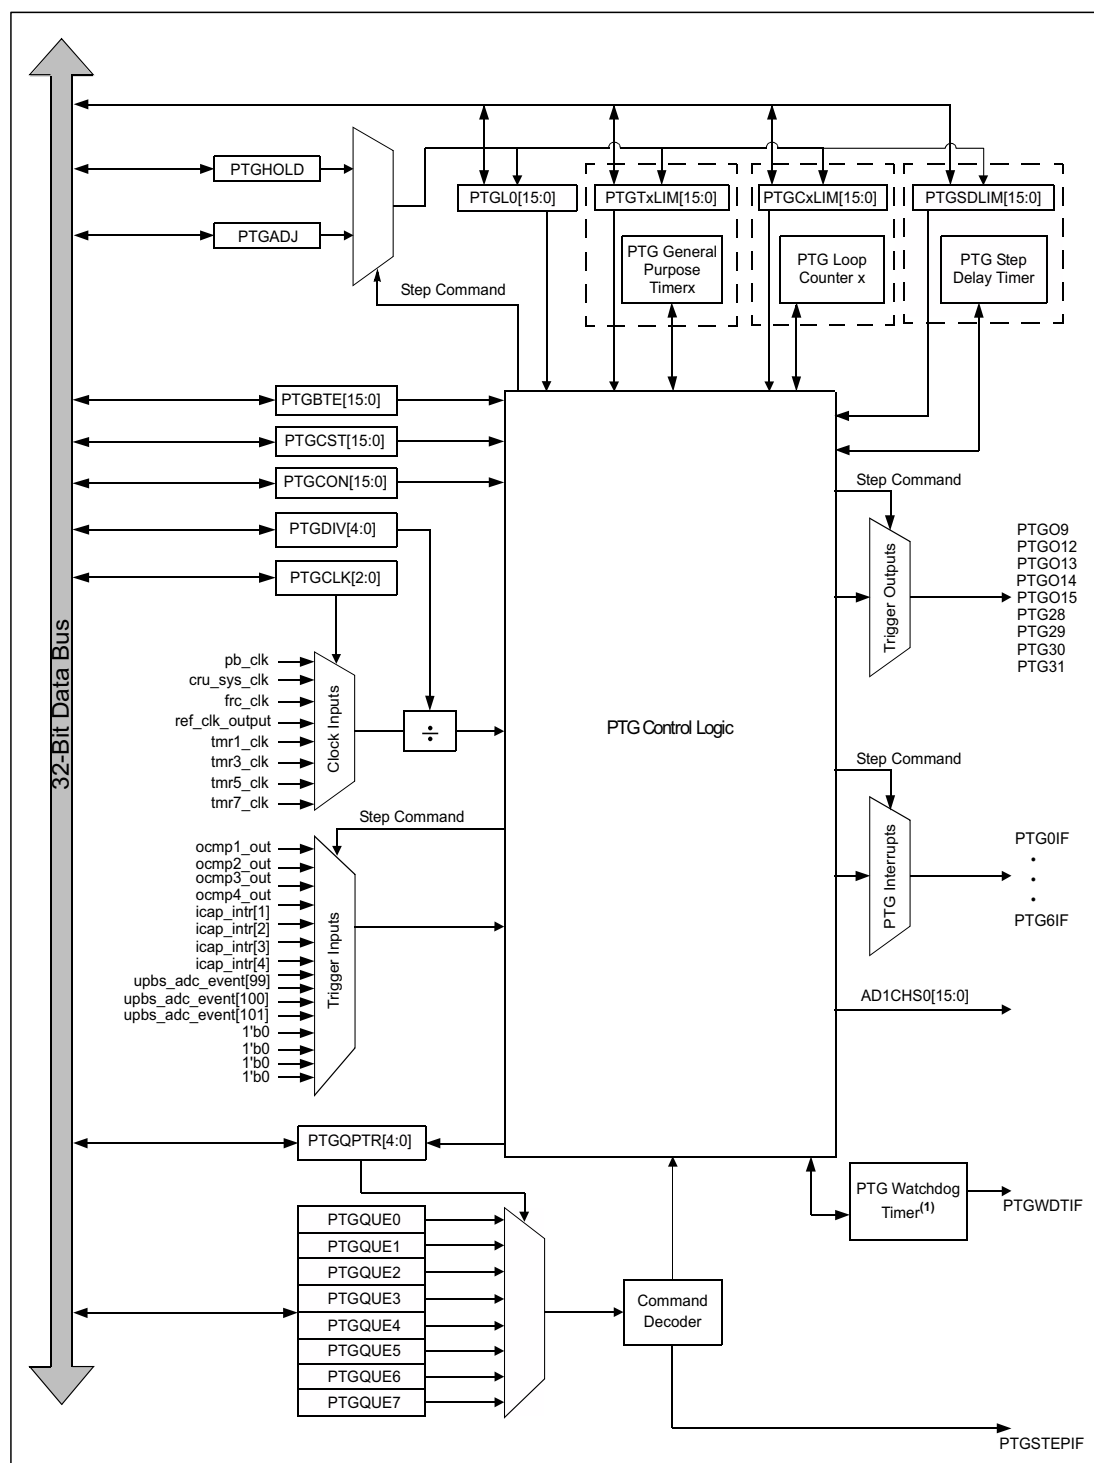 32-Bit Data Bus
PTGHOLD
PTGADJ
PTGL0[15:0]
PTGTxLIM[15:0]
PTGCxLIM[15:0]
PTGSDLIM[15:0]
PTG General
Purpose
Timerx
PTG Loop
Counter x
PTG Step
Delay Timer
Step Command
PTGBTE[15:0]
PTGCST[15:0]
PTGCON[15:0]
PTGDIV[4:0]
PTGCLK[2:0]
pb_clk
cru_sys_clk
frc_clk
ref_clk_output
tmr1_clk
tmr3_clk
tmr5_clk
tmr7_clk
Clock Inputs
÷
PTG Control Logic
Step Command
Trigger Outputs
PTGO9
PTGO12
PTGO13
PTGO14
PTGO15
PTG28
PTG29
PTG30
PTG31
Step Command
PTG Interrupts
PTG0IF
.
.
.
PTG6IF
Step Command
ocmp1_out
ocmp2_out
ocmp3_out
ocmp4_out
icap_intr[1]
icap_intr[2]
icap_intr[3]
icap_intr[4]
upbs_adc_event[99]
upbs_adc_event[100]
upbs_adc_event[101]
1'b0
1'b0
1'b0
1'b0
Trigger Inputs
AD1CHS0[15:0]
PTGQPTR[4:0]
PTG Watchdog
Timer(1)
PTGWDTIF
PTGQUE0
PTGQUE1
PTGQUE2
PTGQUE3
PTGQUE4
PTGQUE5
PTGQUE6
PTGQUE7
Command
Decoder
PTGSTEPIF